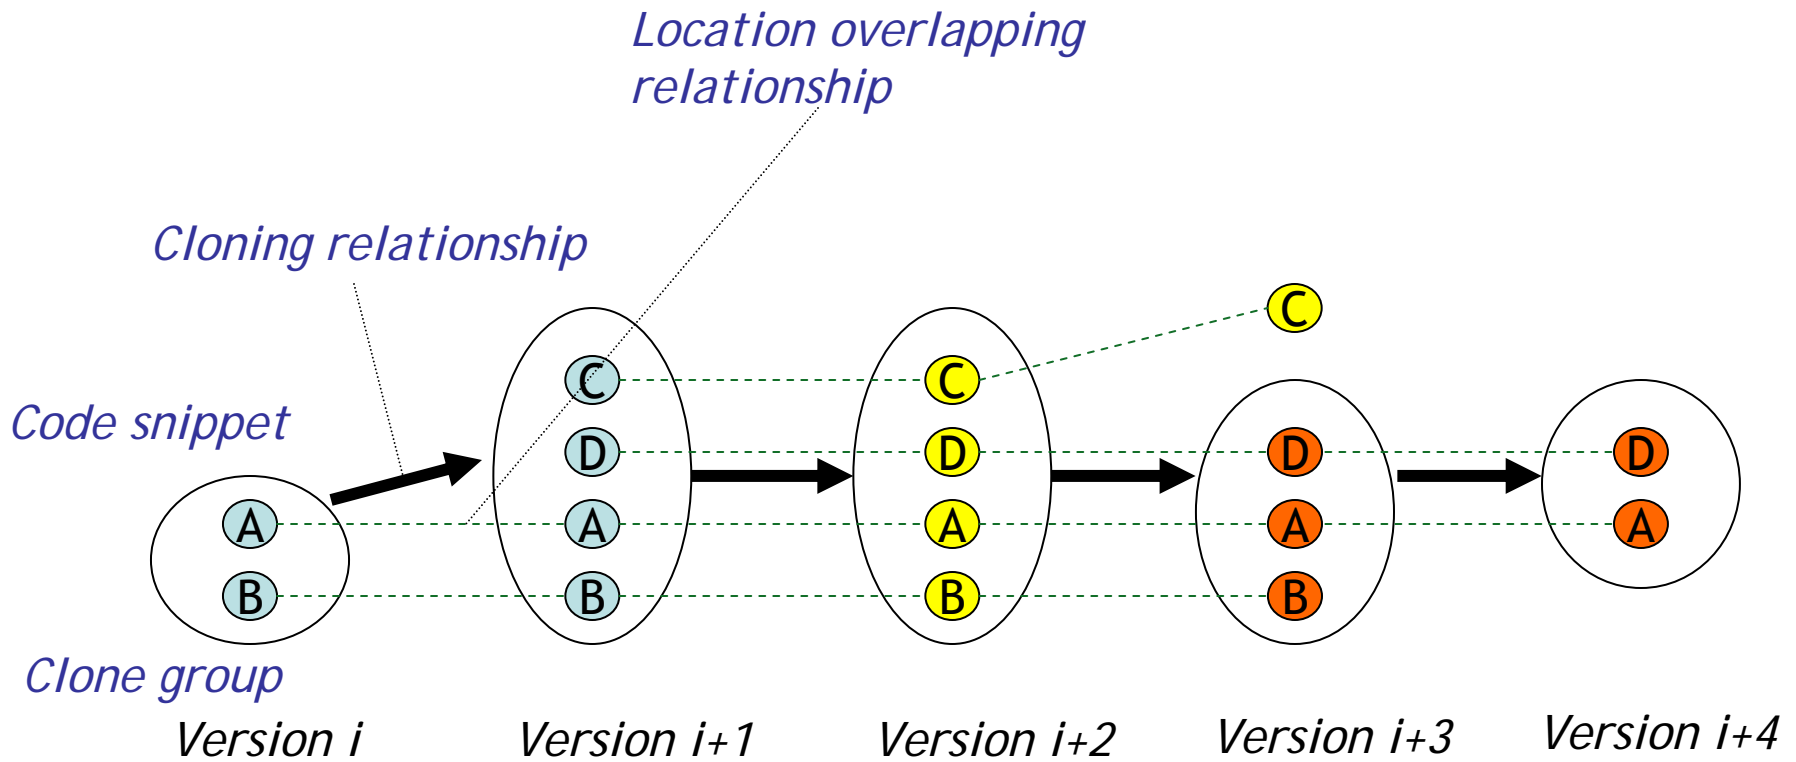 Location overlapping
relationship
Cloning relationship
C
C C
Code snippet
D D D D
A A A A A
B B B B
Clone group
Version i Version i+1 Version i+2 Version i+3 Version i+4